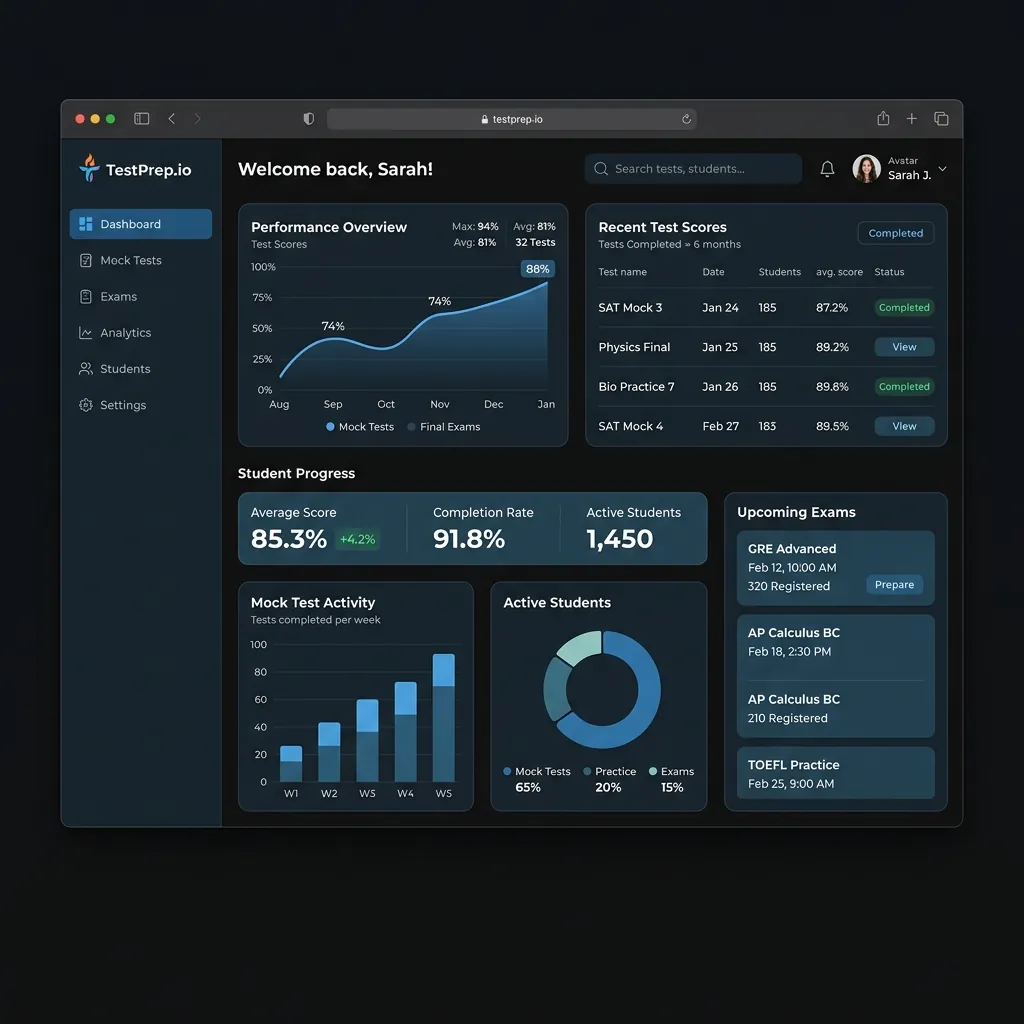 testprep.io
TestPrep.io
Dashboard
Mock Tests
Exams
Analytics
Students
Settings
Welcome back, Sarah!
Search tests, students...
Avatar
Sarah J.
Performance Overview
Test Scores
Max: 94%
Avg: 81%
Avg: 81%
32 Tests
100%
75%
50%
25%
0%
74%
74%
88%
Aug Sep Oct Nov Dec Jan
Mock Tests Final Exams
Recent Test Scores
Tests Completed » 6 months
Completed
Test name Date Students avg. score Status
SAT Mock 3 Jan 24 185 87.2% Completed
Physics Final Jan 25 185 89.2% View
Bio Practice 7 Jan 26 185 89.8% Completed
SAT Mock 4 Feb 27 183 89.5% View
Student Progress
Average Score
85.3% +4.2%
Completion Rate
91.8%
Active Students
1,450
Mock Test Activity
Tests completed per week
100
80
60
40
20
0
W1 W2 WS W4 WS
Active Students
Mock Tests Practice Exams
65% 20% 15%
Upcoming Exams
GRE Advanced
Feb 12, 10:00 AM
320 Registered
Prepare
AP Calculus BC
Feb 18, 2:30 PM
AP Calculus BC
210 Registered
TOEFL Practice
Feb 25, 9:00 AM